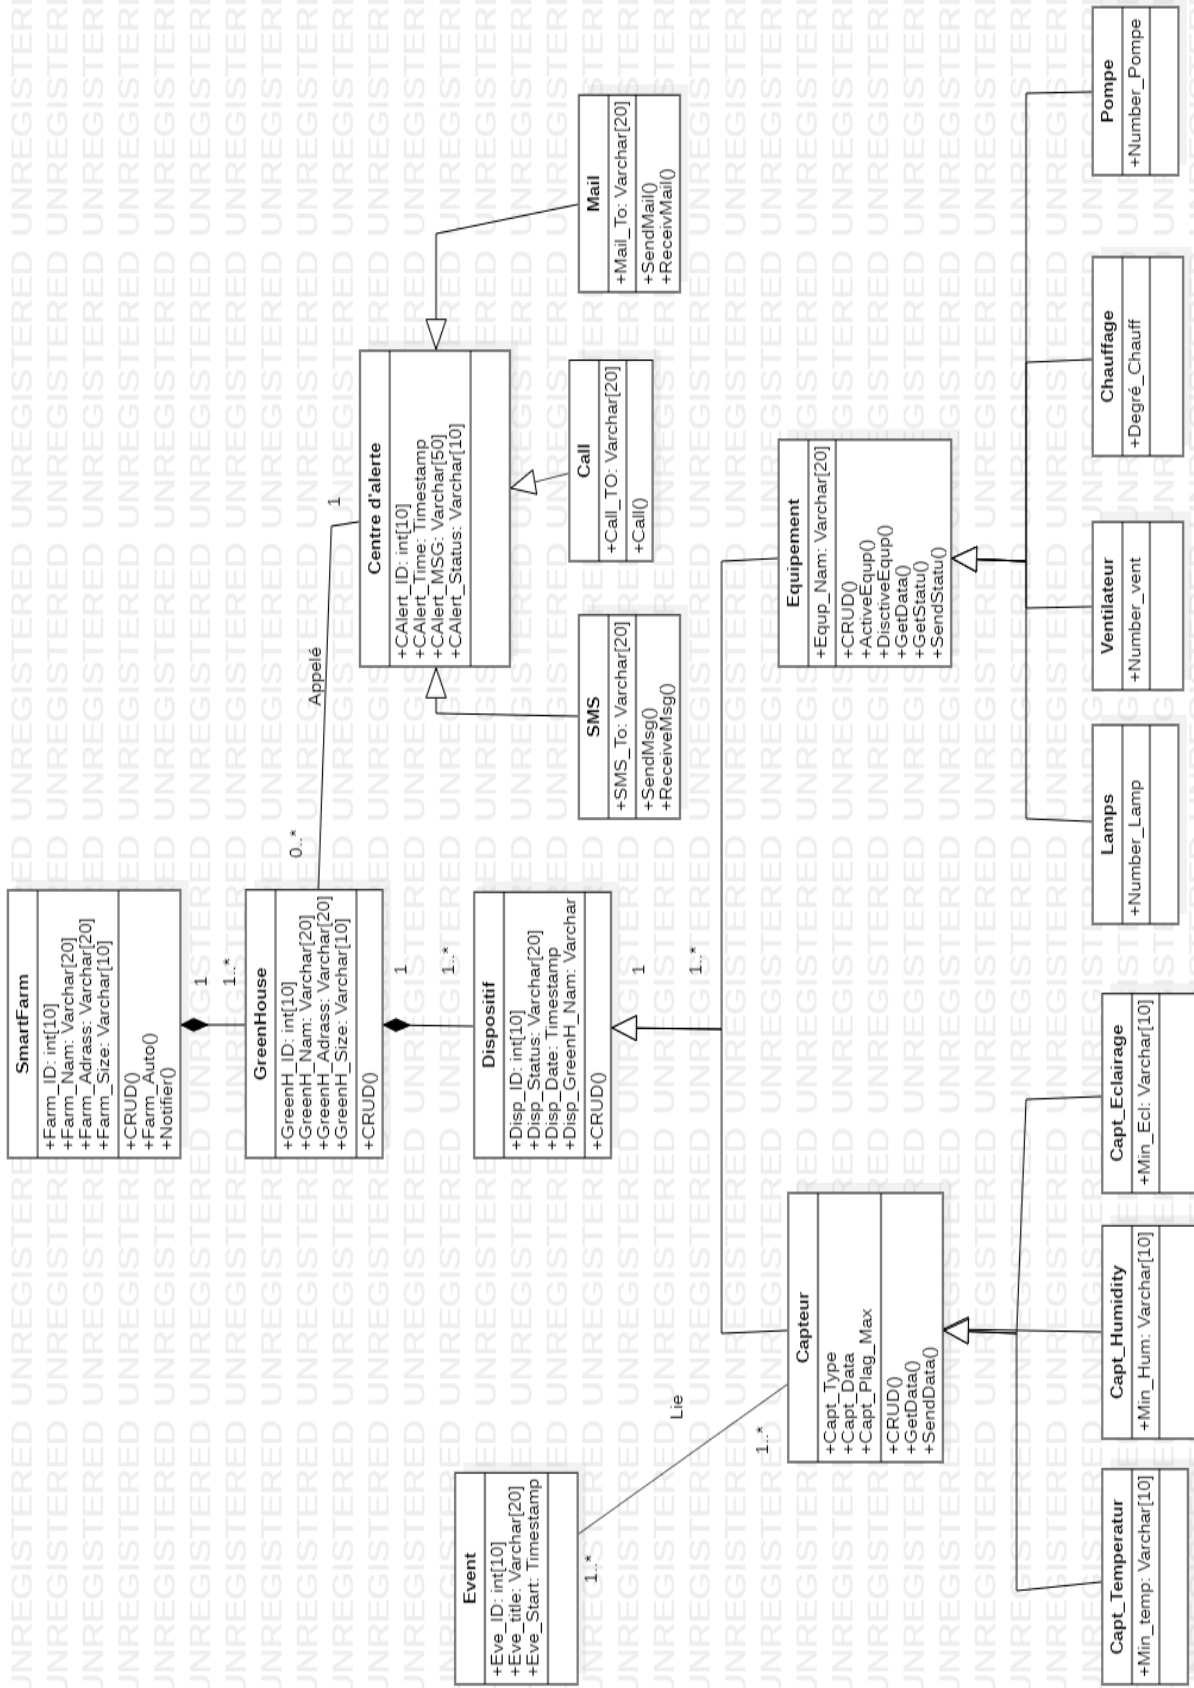 SmartFarm
+Farm_ID: int[10]
+Farm_Nam: Varchar[20]
+Farm_Adrass: Varchar[20]
+Farm_Size: Varchar[10]
+CRUD()
+Farm_Auto()
+Notifier()
1
1..*
GreenHouse
+GreenH_ID: int[10]
+GreenH_Nam: Varchar[20]
+GreenH_Adrass: Varchar[20]
+GreenH_Size: Varchar[10]
+CRUD()
0..*
Appelé
1
Centre d'alerte
+CAlert_ID: int[10]
+CAlert_Time: Timestamp
+CAlert_MSG: Varchar[50]
+CAlert_Status: Varchar[10]
1
1..*
Event
+Eve_ID: int[10]
+Eve_title: Varchar[20]
+Eve_Start: Timestamp
Dispositif
+Disp_ID: int[10]
+Disp_Status: Varchar[20]
+Disp_Date: Timestamp
+Disp_GreenH_Nam: Varchar
+CRUD()
SMS
+SMS_To: Varchar[20]
+SendMsg()
+ReceiveMsg()
Call
+Call_TO: Varchar[20]
+Call()
Mail
+Mail_To: Varchar[20]
+SendMail()
+ReceivMail()
1..*
Lie
1..*
1
1..*
Capteur
+Capt_Type
+Capt_Data
+Capt_Plag_Max
+CRUD()
+GetData()
+SendData()
Equipement
+Equp_Nam: Varchar[20]
+CRUD()
+ActiveEqup()
+DisctiveEqup()
+GetData()
+GetStatu()
+SendStatu()
Capt_Temperatur
+Min_temp: Varchar[10]
Capt_Humidity
+Min_Hum: Varchar[10]
Capt_Eclairage
+Min_Ecl: Varchar[10]
Lamps
+Number_Lamp
Ventilateur
+Number_vent
Chauffage
+Degré_Chauff
Pompe
+Number_Pompe
UNREGISTERED